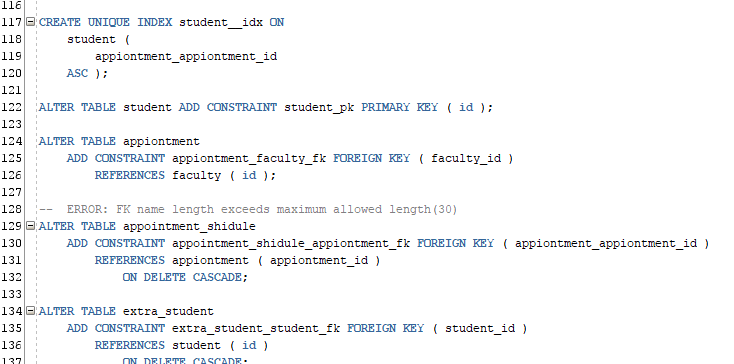 116
117 CREATE UNIQUE INDEX student__idx ON
118 student (
119 appiontment_appiontment_id
120 ASC );
121
122 ALTER TABLE student ADD CONSTRAINT student_pk PRIMARY KEY ( id );
123
124 ALTER TABLE appiontment
125 ADD CONSTRAINT appiontment_faculty_fk FOREIGN KEY ( faculty_id )
126 REFERENCES faculty ( id );
127
128 -- ERROR: FK name length exceeds maximum allowed length(30)
129 ALTER TABLE appointment_shidule
130 ADD CONSTRAINT appointment_shidule_appiontment_fk FOREIGN KEY ( appiontment_appiontment_id )
131 REFERENCES appiontment ( appiontment_id )
132 ON DELETE CASCADE;
133
134 ALTER TABLE extra_student
135 ADD CONSTRAINT extra_student_student_fk FOREIGN KEY ( student_id )
136 REFERENCES student ( id )
137 ON DELETE CASCADE;